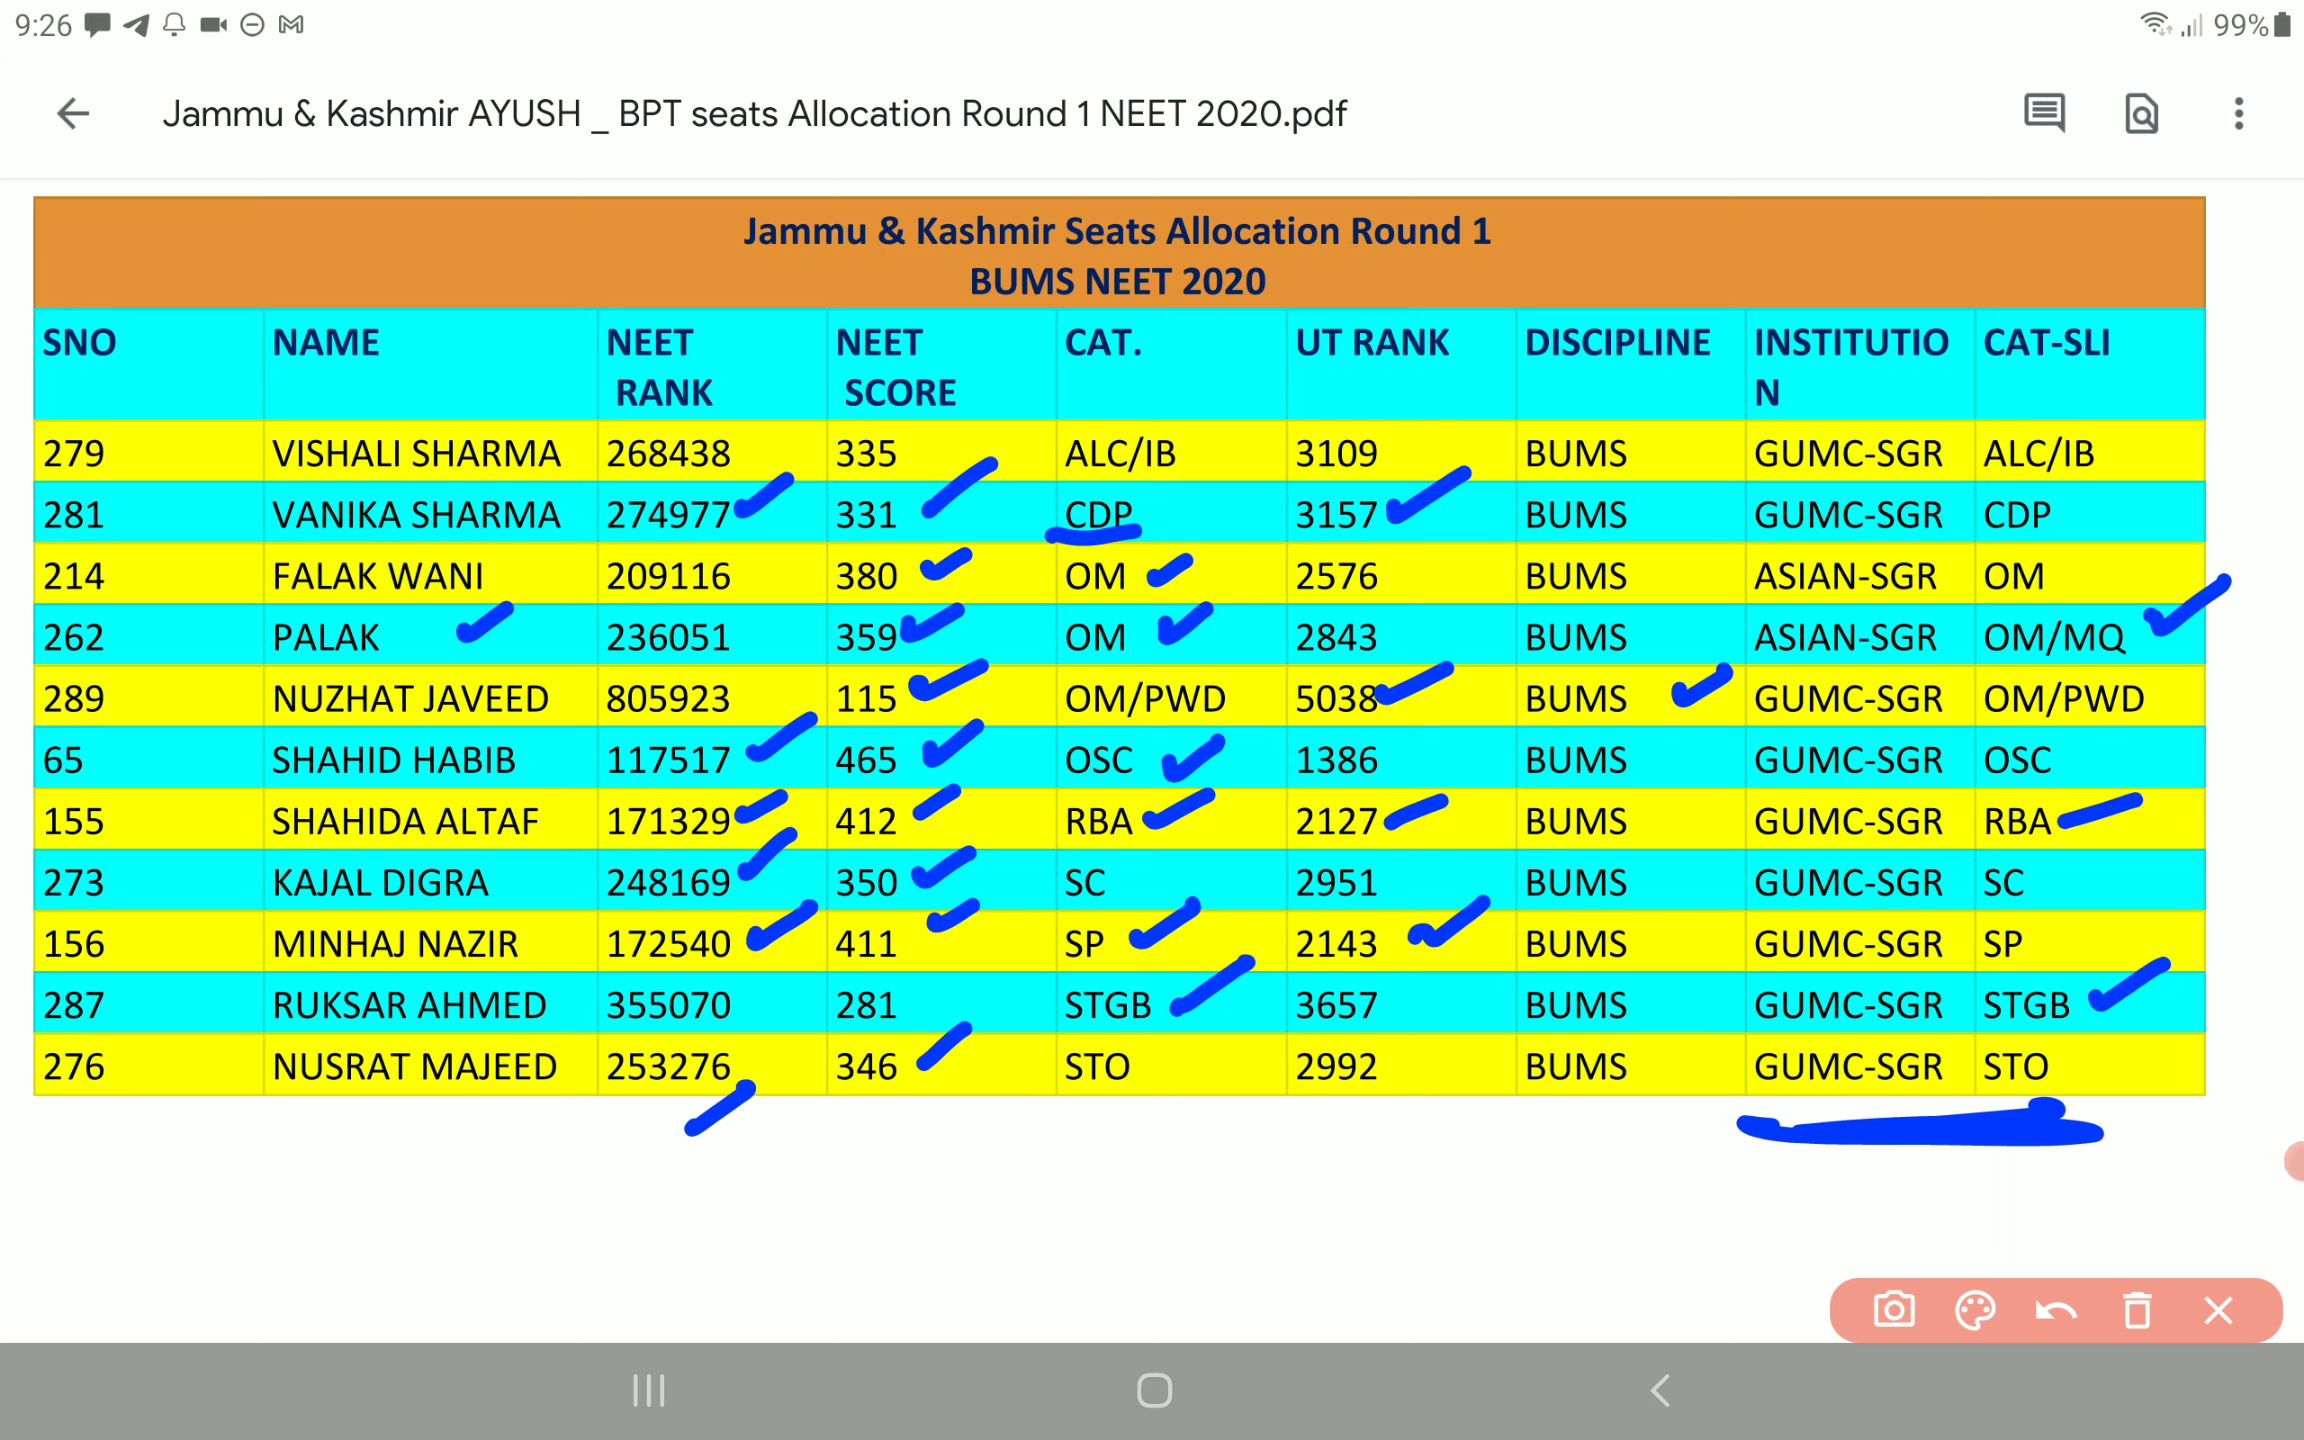 9:26 99%
Jammu & Kashmir AYUSH _ BPT seats Allocation Round 1 NEET 2020.pdf
Jammu & Kashmir Seats Allocation Round 1
BUMS NEET 2020
SNO NAME NEET RANK NEET SCORE CAT. UT RANK DISCIPLINE INSTITUTION CAT-SLI
279 VISHALI SHARMA 268438 335 ALC/IB 3109 BUMS GUMC-SGR ALC/IB
281 VANIKA SHARMA 274977 331 CDP 3157 BUMS GUMC-SGR CDP
214 FALAK WANI 209116 380 OM 2576 BUMS ASIAN-SGR OM
262 PALAK 236051 359 OM 2843 BUMS ASIAN-SGR OM/MQ
289 NUZHAT JAVEED 805923 115 OM/PWD 5038 BUMS GUMC-SGR OM/PWD
65 SHAHID HABIB 117517 465 OSC 1386 BUMS GUMC-SGR OSC
155 SHAHIDA ALTAF 171329 412 RBA 2127 BUMS GUMC-SGR RBA
273 KAJAL DIGRA 248169 350 SC 2951 BUMS GUMC-SGR SC
156 MINHAJ NAZIR 172540 411 SP 2143 BUMS GUMC-SGR SP
287 RUKSAR AHMED 355070 281 STGB 3657 BUMS GUMC-SGR STGB
276 NUSRAT MAJEED 253276 346 STO 2992 BUMS GUMC-SGR STO